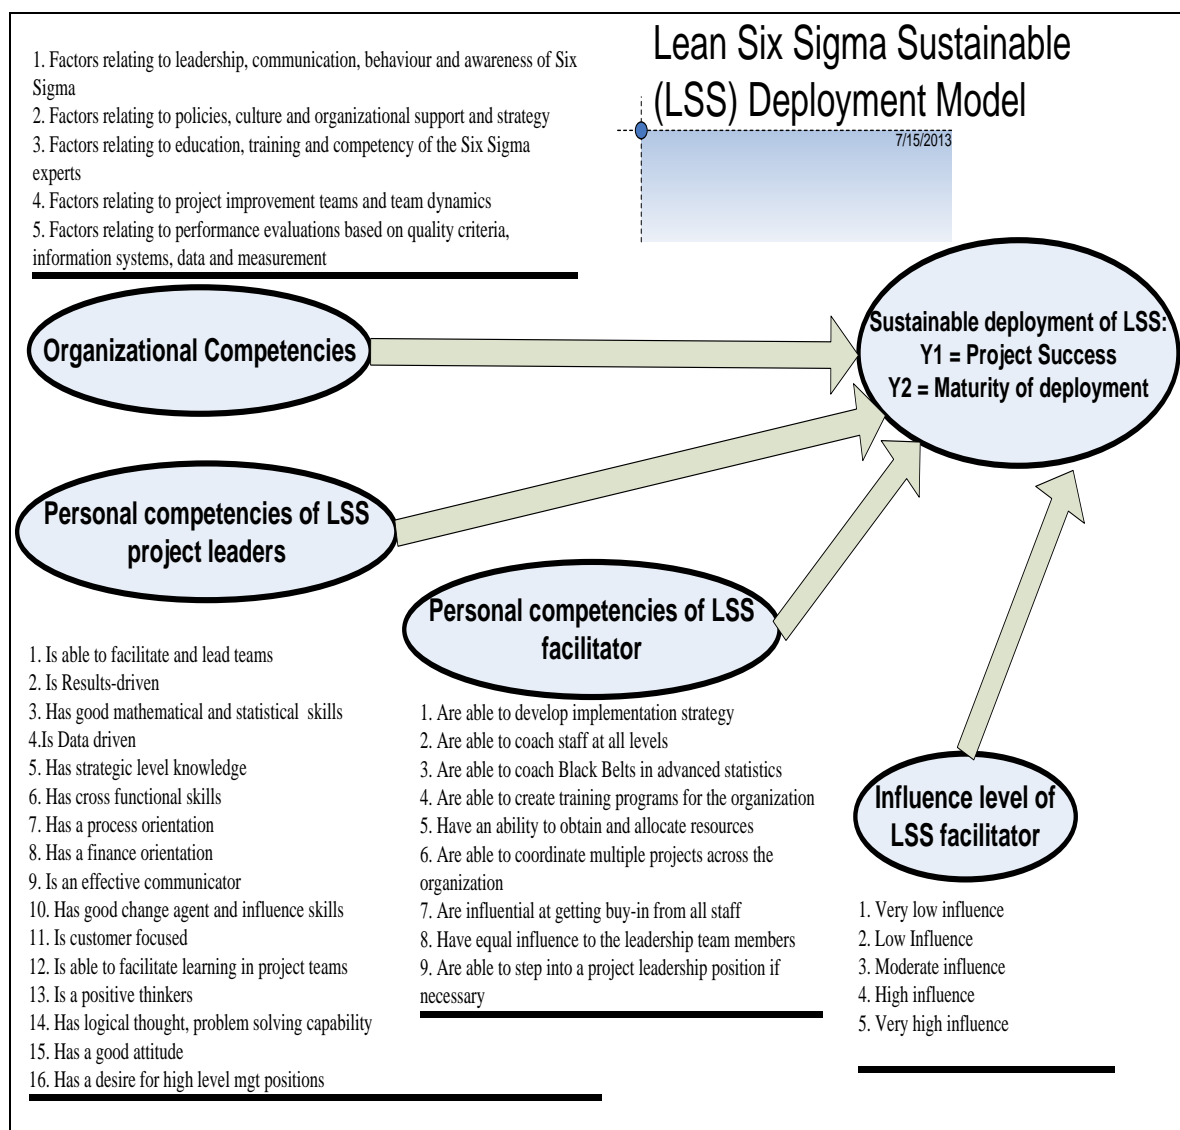 Lean Six Sigma Sustainable
(LSS) Deployment Model
7/15/2013
1. Factors relating to leadership, communication, behaviour and awareness of Six
Sigma
2. Factors relating to policies, culture and organizational support and strategy
3. Factors relating to education, training and competency of the Six Sigma
experts
4. Factors relating to project improvement teams and team dynamics
5. Factors relating to performance evaluations based on quality criteria,
information systems, data and measurement
Organizational Competencies
Sustainable deployment of LSS:
Y1 = Project Success
Y2 = Maturity of deployment
Personal competencies of LSS
project leaders
1. Is able to facilitate and lead teams
2. Is Results-driven
3. Has good mathematical and statistical skills
4.Is Data driven
5. Has strategic level knowledge
6. Has cross functional skills
7. Has a process orientation
8. Has a finance orientation
9. Is an effective communicator
10. Has good change agent and influence skills
11. Is customer focused
12. Is able to facilitate learning in project teams
13. Is a positive thinkers
14. Has logical thought, problem solving capability
15. Has a good attitude
16. Has a desire for high level mgt positions
Personal competencies of LSS
facilitator
1. Are able to develop implementation strategy
2. Are able to coach staff at all levels
3. Are able to coach Black Belts in advanced statistics
4. Are able to create training programs for the organization
5. Have an ability to obtain and allocate resources
6. Are able to coordinate multiple projects across the
organization
7. Are influential at getting buy-in from all staff
8. Have equal influence to the leadership team members
9. Are able to step into a project leadership position if
necessary
Influence level of
LSS facilitator
1. Very low influence
2. Low Influence
3. Moderate influence
4. High influence
5. Very high influence